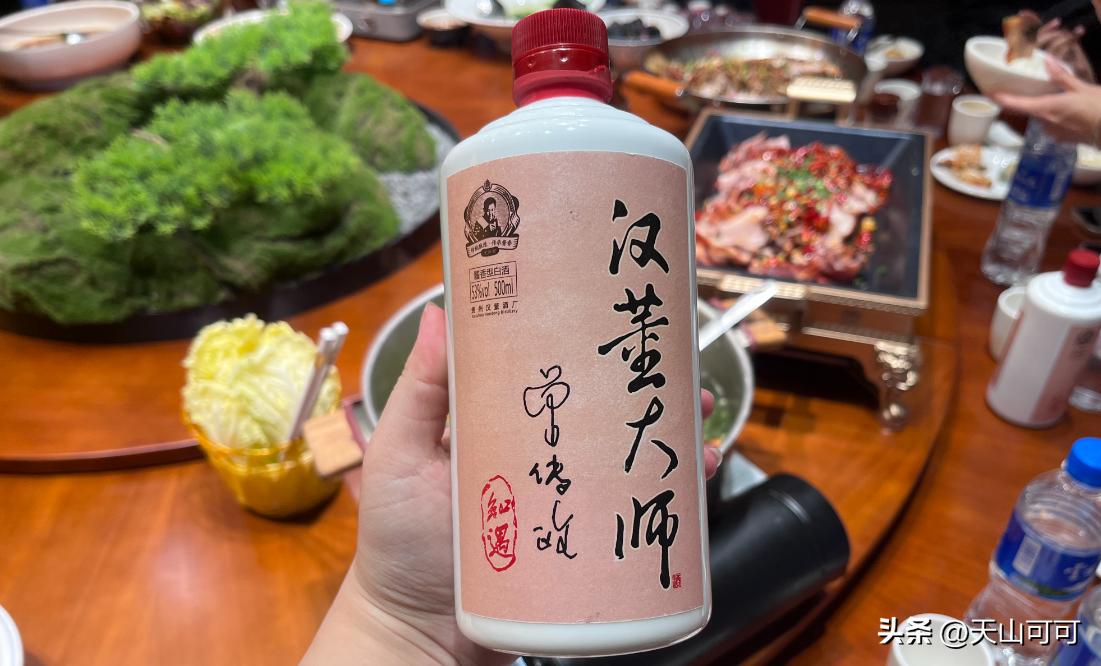 汉董大师
酱香型白酒
53%vol 500ml
贵州汉董酒厂
知遇
头条 @天山可可